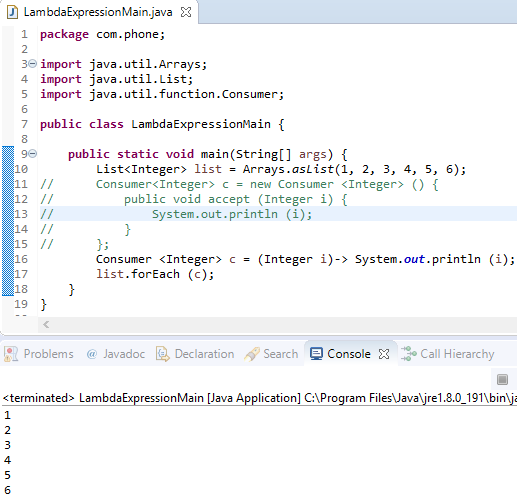 LambdaExpressionMain.java
1 package com.phone;
2
3 import java.util.Arrays;
4 import java.util.List;
5 import java.util.function.Consumer;
6
7 public class LambdaExpressionMain {
8
9     public static void main(String[] args) {
10         List<Integer> list = Arrays.asList(1, 2, 3, 4, 5, 6);
11 //      Consumer<Integer> c = new Consumer <Integer> () {
12 //          public void accept (Integer i) {
13 //              System.out.println (i);
14 //          }
15 //      };
16         Consumer <Integer> c = (Integer i)-> System.out.println (i);
17         list.forEach (c);
18     }
19 }
Problems @ Javadoc Declaration Search Console Call Hierarchy
<terminated> LambdaExpressionMain [Java Application] C:\Program Files\Java\jre1.8.0_191\bin\ja
1
2
3
4
5
6